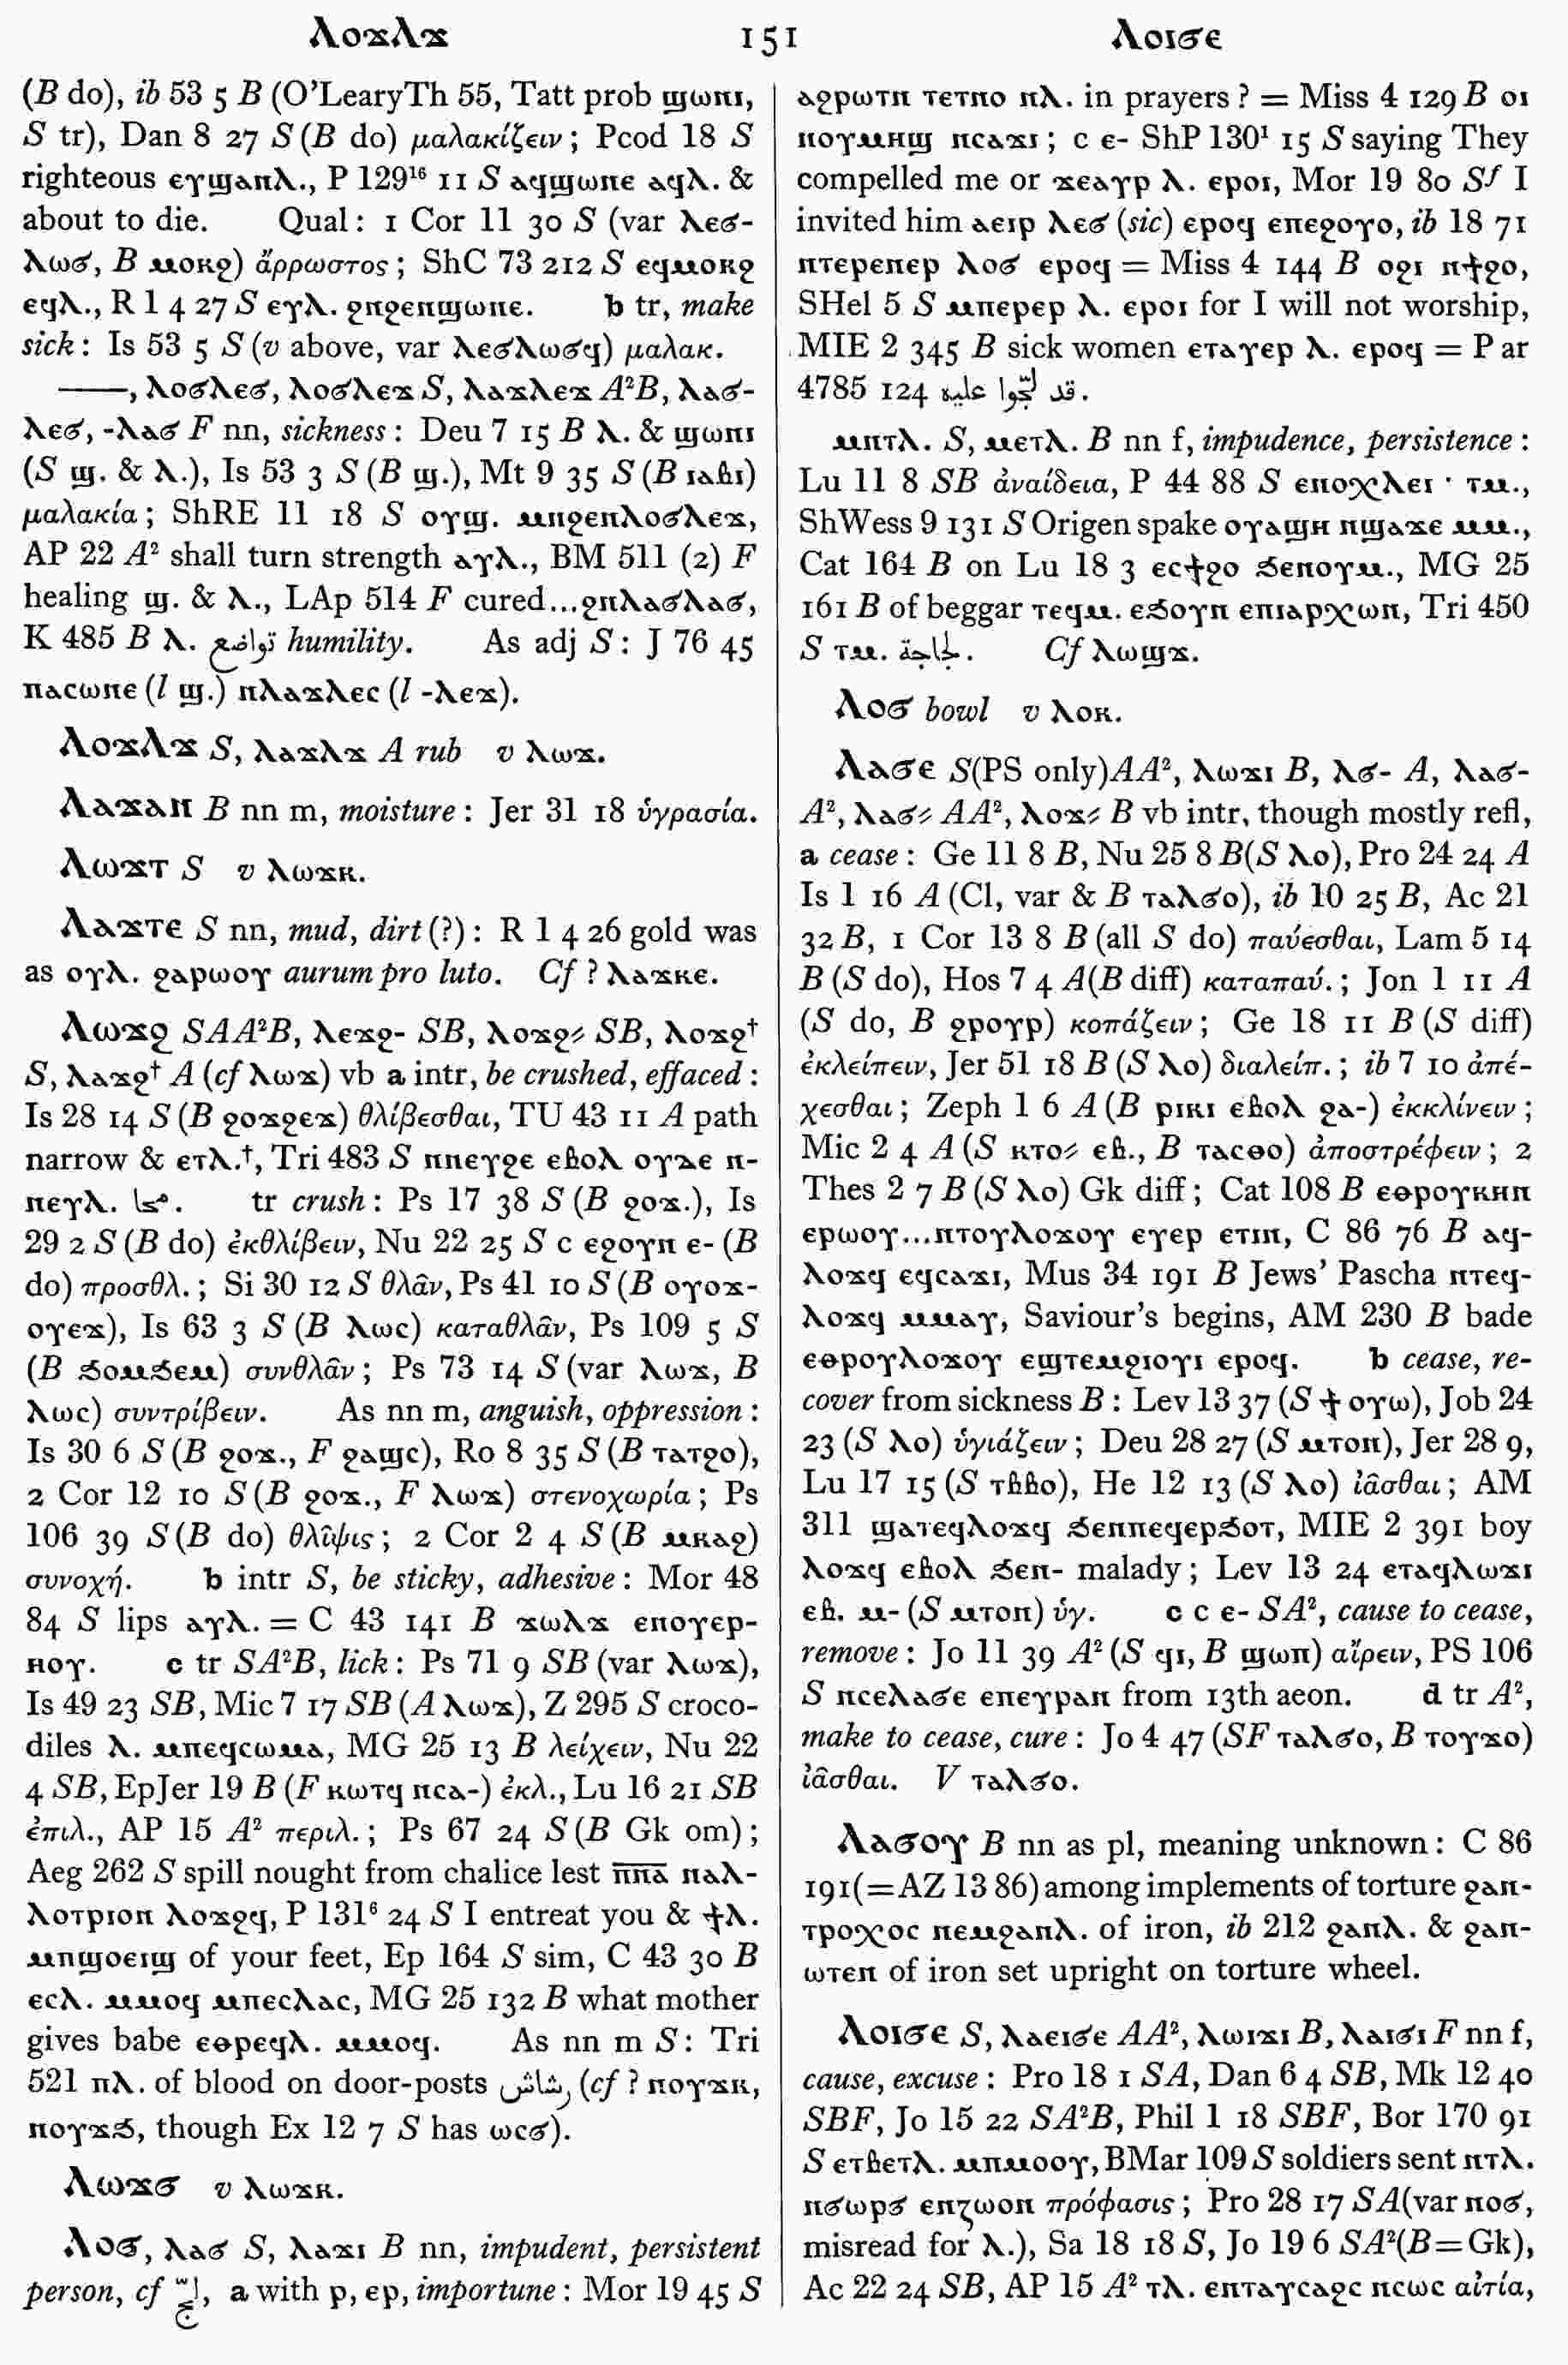 ⲗⲟϫⲗϫ 151 ⲗⲟⲓϭⲉ
(B do), ib 53 5 B (O'LearyTh 55, Tatt prob ϣⲱⲛⲓ,
S tr), Dan 8 27 S (B do) μαλακίζειν; Pcod 18 S
righteous ⲉⲩϣⲁⲛⲗ., P 129¹⁶ 11 S ⲁϥϣⲱⲛⲉ ⲁϥⲗ. &
about to die. Qual: 1 Cor 11 30 S (var ⲗⲉϭ-
ⲗⲱϭ, B ⲙⲟⲕϩ) ἄρρωστος; ShC 73 212 S ⲉϥⲙⲟⲕϩ
ⲉϥⲗ., R 1 4 27 S ⲉⲩⲗ. ϩⲛϩⲉⲛϣⲱⲛⲉ. b tr, make
sick: Is 53 5 S (v above, var ⲗⲉϭⲗⲱϭϥ) μαλακ.
——, ⲗⲟϭⲗⲉϭ, ⲗⲟϭⲗⲉϫ S, ⲗⲁϫⲗⲉϫ A²B, ⲗⲁϭ-
ⲗⲉϭ, -ⲗⲁϭ F nn, sickness: Deu 7 15 B ⲗ. & ϣⲱⲛⲓ
(S ϣ. & ⲗ.), Is 53 3 S (B ϣ.), Mt 9 35 S (B ⲓⲁⲃⲓ)
μαλακία; ShRE 11 18 S ⲟⲩϣ. ⲙⲛϩⲉⲛⲗⲟϭⲗⲉϫ,
AP 22 A² shall turn strength ⲁⲩⲗ., BM 511 (2) F
healing ϣ. & ⲗ., LAp 514 F cured...ϩⲛⲗⲁϭⲗⲁϭ,
K 485 B ⲗ. تواضع humility. As adj S: J 76 45
ⲡⲁⲥⲱⲛⲉ (l ϣ.) ⲛⲗⲁϫⲗⲉⲥ (l -ⲗⲉϫ).
ⲗⲟϫⲗϫ S, ⲗⲁϫⲗϫ A rub v ⲗⲱϫ.
ⲗⲁϫⲁⲛ B nn m, moisture: Jer 31 18 ὑγρασία.
ⲗⲱϫⲧ S v ⲗⲱϫⲕ.
ⲗⲁϫⲧⲉ S nn, mud, dirt (?): R 1 4 26 gold was
as ⲟⲩⲗ. ϩⲁⲣⲱⲟⲩ aurum pro luto. Cf ? ⲗⲁϫⲕⲉ.
ⲗⲱϫϩ SAA²B, ⲗⲉϫϩ- SB, ⲗⲟϫϩ⸗ SB, ⲗⲟϫϩ†
S, ⲗⲁϫϩ† A (cf ⲗⲱϫ) vb a intr, be crushed, effaced:
Is 28 14 S (B ϩⲟϫϩⲉϫ) θλίβεσθαι, TU 43 11 A path
narrow & ⲉⲧⲗ.†, Tri 483 S ⲛⲛⲉⲩϩⲉ ⲉⲃⲟⲗ ⲟⲩⲇⲉ ⲛ-
ⲛⲉⲩⲗ. tr crush: Ps 17 38 S (B ϩⲟϫ.), Is
29 2 S (B do) ἐκθλίβειν, Nu 22 25 S c ⲉϩⲟⲩⲛ ⲉ- (B
do) προσθλ.; Si 30 12 S θλᾶν, Ps 41 10 S (B ⲟⲩⲟϫ-
ⲟⲩⲉϫ), Is 63 3 S (B ⲗⲱⲥ) καταθλᾶν, Ps 109 5 S
(B ϧⲟⲙϧⲉⲙ) συνθλᾶν; Ps 73 14 S (var ⲗⲱϫ, B
ⲗⲱⲥ) συντρίβειν. As nn m, anguish, oppression:
Is 30 6 S (B ϩⲟϫ., F ϩⲁϣⲥ), Ro 8 35 S (B ⲧⲁⲧϩⲟ),
2 Cor 12 10 S (B ϩⲟϫ., F ⲗⲱϫ) στενοχωρία; Ps
106 39 S (B do) θλῖψις; 2 Cor 2 4 S (B ⲙⲕⲁϩ)
συνοχή. b intr S, be sticky, adhesive: Mor 48
84 S lips ⲁⲩⲗ. = C 43 141 B ϫⲱⲗϫ ⲉⲛⲟⲩⲉⲣ-
ⲏⲟⲩ. c tr SA²B, lick: Ps 71 9 SB (var ⲗⲱϫ),
Is 49 23 SB, Mic 7 17 SB (A ⲗⲱϫ), Z 295 S croco-
diles ⲗ. ⲙⲡⲉϥⲥⲱⲙⲁ, MG 25 13 B λείχειν, Nu 22
4 SB, EpJer 19 B (F ⲕⲱⲧϥ ⲛⲥⲁ-) ἐκλ., Lu 16 21 SB
ἐπιλ., AP 15 A² περιλ.; Ps 67 24 S (B Gk om);
Aeg 262 S spill nought from chalice lest ⲡ̅ⲛ̅ⲁ̅ ⲛⲁⲗ-
ⲗⲟⲧⲣⲓⲟⲛ ⲗⲟϫϩϥ, P 131⁶ 24 S I entreat you & ϯⲗ.
ⲙⲡϣⲟⲉⲓϣ of your feet, Ep 164 S sim, C 43 30 B
ⲉⲥⲗ. ⲙⲙⲟϥ ⲙⲡⲉⲥⲗⲁⲥ, MG 25 132 B what mother
gives babe ⲉⲑⲣⲉϥⲗ. ⲙⲙⲟϥ. As nn m S: Tri
521 ⲡⲗ. of blood on door-posts رشاش (cf ? ⲛⲟⲩϫⲕ,
ⲛⲟⲩϫϧ, though Ex 12 7 S has ⲱⲥϭ).
ⲗⲱϫϭ v ⲗⲱϫⲕ.
ⲗⲟϭ, ⲗⲁϭ S, ⲗⲁϫⲓ B nn, impudent, persistent
person, cf لجّ, a with ⲣ, ⲉⲣ, importune: Mor 19 45 S
ⲁϩⲣⲱⲧⲛ ⲧⲉⲧⲛⲟ ⲛⲗ. in prayers ? = Miss 4 129 B ⲟⲓ
ⲛⲟⲩⲙⲏϣ ⲛⲥⲁϫⲓ; c ⲉ- ShP 130¹ 15 S saying They
compelled me or ϫⲉⲁⲩⲣ ⲗ. ⲉⲣⲟⲓ, Mor 19 80 Sf I
invited him ⲁⲉⲓⲣ ⲗⲉϭ (sic) ⲉⲣⲟϥ ⲉⲡⲉϩⲟⲩⲟ, ib 18 71
ⲛⲧⲉⲣⲉⲡⲉⲣ ⲗⲟϭ ⲉⲣⲟϥ = Miss 4 144 B ⲟϩⲓ ⲛϯϩⲟ,
SHel 5 S ⲙⲡⲉⲣⲉⲣ ⲗ. ⲉⲣⲟⲓ for I will not worship,
MIE 2 345 B sick women ⲉⲧⲁⲩⲉⲣ ⲗ. ⲉⲣⲟϥ = P ar
4785 124 قد لجّوا عليه.
ⲙⲛⲧⲗ. S, ⲙⲉⲧⲗ. B nn f, impudence, persistence:
Lu 11 8 SB ἀναίδεια, P 44 88 S ⲉⲛⲟⲭⲗⲉⲓ · ⲧⲙ.,
ShWess 9 131 S Origen spake ⲟⲩⲁϣⲏ ⲛϣⲁϫⲉ ⲙⲙ.,
Cat 164 B on Lu 18 3 ⲉⲥϯϩⲟ ϧⲉⲛⲟⲩⲙ., MG 25
161 B of beggar ⲧⲉϥⲙ. ⲉϧⲟⲩⲛ ⲉⲡⲓⲁⲣⲭⲱⲛ, Tri 450
S ⲧⲙ. لجاجة. Cf ⲗⲱϣϫ.
ⲗⲟϭ bowl v ⲗⲟⲕ.
ⲗⲁϭⲉ S(PS only)AA², ⲗⲱϫⲓ B, ⲗϭ- A, ⲗⲁϭ-
A², ⲗⲁϭ⸗ AA², ⲗⲟϫ⸗ B vb intr, though mostly refl,
a cease: Ge 11 8 B, Nu 25 8 B(S ⲗⲟ), Pro 24 24 A
Is 1 16 A (Cl, var & B ⲧⲁⲗϭⲟ), ib 10 25 B, Ac 21
32 B, 1 Cor 13 8 B (all S do) παύεσθαι, Lam 5 14
B (S do), Hos 7 4 A(B diff) καταπαύ.; Jon 1 11 A
(S do, B ϩⲣⲟⲩⲣ) κοπάζειν; Ge 18 11 B (S diff)
ἐκλείπειν, Jer 51 18 B (S ⲗⲟ) διαλείπ.; ib 7 10 ἀπέ-
χεσθαι; Zeph 1 6 A (B ⲣⲓⲕⲓ ⲉⲃⲟⲗ ϩⲁ-) ἐκκλίνειν;
Mic 2 4 A (S ⲕⲧⲟ⸗ ⲉⲃ., B ⲧⲁⲥⲑⲟ) ἀποστρέφειν; 2
Thes 2 7 B (S ⲗⲟ) Gk diff; Cat 108 B ⲉⲑⲣⲟⲩⲕⲏⲛ
ⲉⲣⲱⲟⲩ...ⲛⲧⲟⲩⲗⲟϫⲟⲩ ⲉⲩⲉⲣ ⲉⲧⲓⲛ, C 86 76 B ⲁϥ-
ⲗⲟϫϥ ⲉϥⲥⲁϫⲓ, Mus 34 191 B Jews' Pascha ⲛⲧⲉϥ-
ⲗⲟϫϥ ⲙⲙⲁⲩ, Saviour's begins, AM 230 B bade
ⲉⲑⲣⲟⲩⲗⲟϫⲟⲩ ⲉϣⲧⲉⲙϩⲓⲟⲩⲓ ⲉⲣⲟϥ. b cease, re-
cover from sickness B: Lev 13 37 (S ϯ ⲟⲩⲱ), Job 24
23 (S ⲗⲟ) ὑγιάζειν; Deu 28 27 (S ⲙⲧⲟⲛ), Jer 28 9,
Lu 17 15 (S ⲧⲃⲃⲟ), He 12 13 (S ⲗⲟ) ἰᾶσθαι; AM
311 ϣⲁⲧⲉϥⲗⲟϫϥ ϧⲉⲛⲛⲉϥⲉⲣϧⲟⲧ, MIE 2 391 boy
ⲗⲟϫϥ ⲉⲃⲟⲗ ϧⲉⲛ- malady; Lev 13 24 ⲉⲧⲁϥⲗⲱϫⲓ
ⲉⲃ. ⲙ- (S ⲙⲧⲟⲛ) ὑγ. c c ⲉ- SA², cause to cease,
remove: Jo 11 39 A² (S ϥⲓ, B ϣⲱⲡ) αἴρειν, PS 106
S ⲛⲥⲉⲗⲁϭⲉ ⲉⲡⲉⲩⲣⲁⲛ from 13th aeon. d tr A²,
make to cease, cure: Jo 4 47 (SF ⲧⲁⲗϭⲟ, B ⲧⲟⲩϫⲟ)
ἰᾶσθαι. V ⲧⲁⲗϭⲟ.
ⲗⲁϭⲟⲩ B nn as pl, meaning unknown: C 86
191(=AZ 13 86) among implements of torture ϩⲁⲛ-
ⲧⲣⲟⲭⲟⲥ ⲛⲉⲙϩⲁⲛⲗ. of iron, ib 212 ϩⲁⲛⲗ. & ϩⲁⲛ-
ⲱⲧⲉⲛ of iron set upright on torture wheel.
ⲗⲟⲓϭⲉ S, ⲗⲁⲉⲓϭⲉ AA², ⲗⲱⲓϫⲓ B, ⲗⲁⲓϭⲓ F nn f,
cause, excuse: Pro 18 1 SA, Dan 6 4 SB, Mk 12 40
SBF, Jo 15 22 SA²B, Phil 1 18 SBF, Bor 170 91
S ⲉⲧⲃⲉⲧⲗ. ⲙⲡⲙⲟⲟⲩ, BMar 109 S soldiers sent ⲛⲧⲗ.
ⲛϭⲱⲣϭ ⲉⲛⲍⲱⲟⲛ πρόφασις; Pro 28 17 SA(var ⲛⲟϭ,
misread for ⲗ.), Sa 18 18 S, Jo 19 6 SA²(B=Gk),
Ac 22 24 SB, AP 15 A² ⲧⲗ. ⲉⲛⲧⲁⲩⲥⲁϩⲥ ⲛⲥⲱⲥ αἰτία,